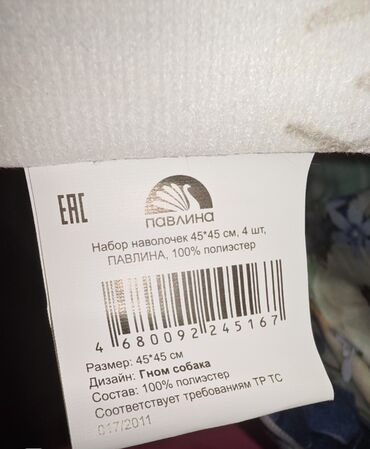 EAC
ПАВЛИНА
Набор наволочек 45*45 см, 4 шт,
ПАВЛИНА, 100% полиэстер
4 680092 245167
Размер: 45*45 см
Дизайн: Гном собака
Состав: 100% полиэстер
Соответствует требованиям ТР ТС
017/2011